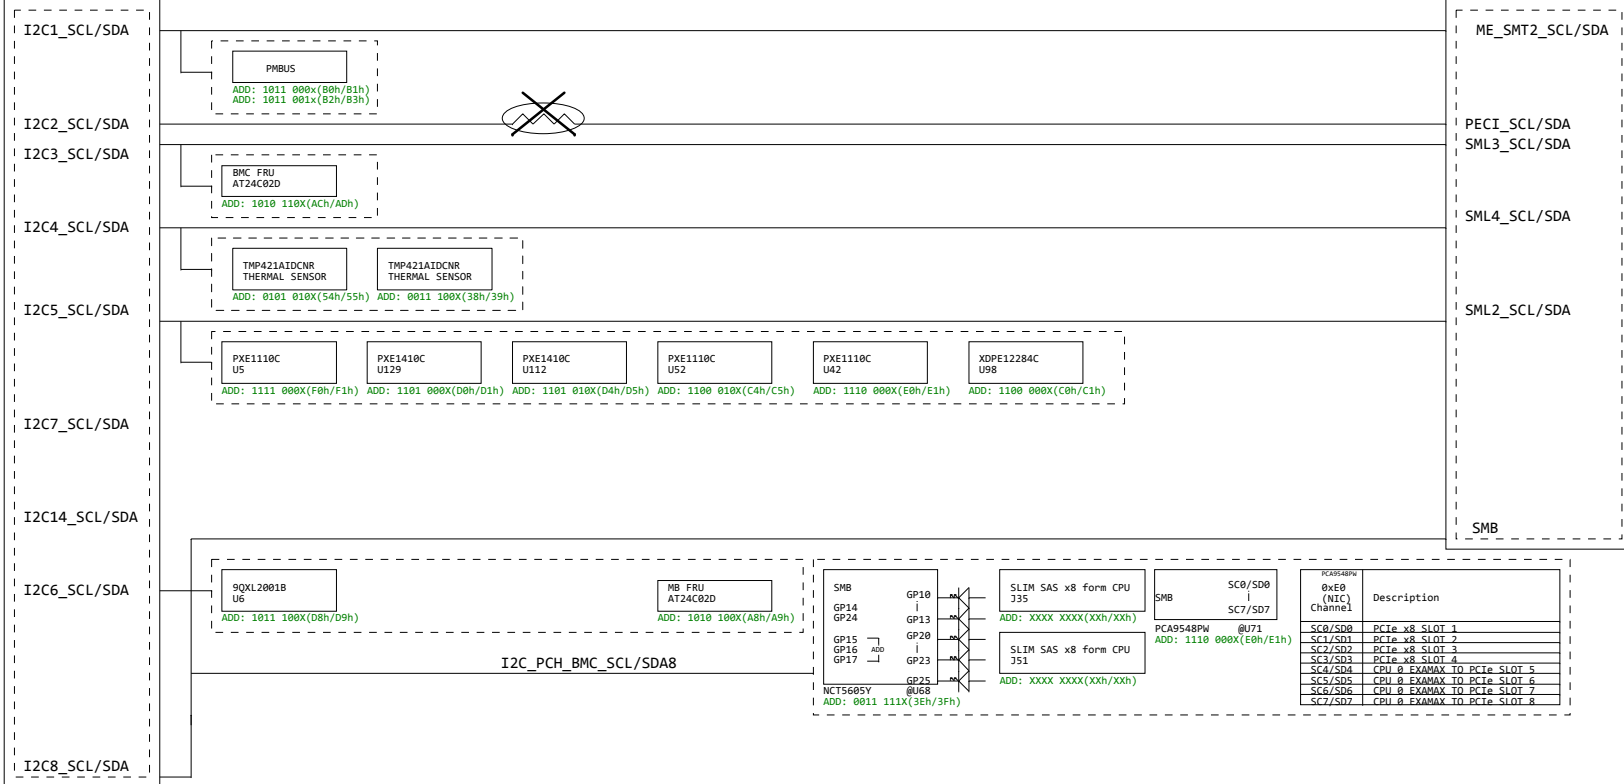 I2C1_SCL/SDA
ME_SMT2_SCL/SDA
PMBUS
ADD: 1011 000x(B0h/B1h)
ADD: 1011 001x(B2h/B3h)
I2C2_SCL/SDA
PECI_SCL/SDA
I2C3_SCL/SDA
SML3_SCL/SDA
BMC FRU
AT24C02D
ADD: 1010 110X(ACh/ADh)
I2C4_SCL/SDA
SML4_SCL/SDA
TMP421AIDCNR
THERMAL SENSOR
ADD: 0101 010X(54h/55h)
TMP421AIDCNR
THERMAL SENSOR
ADD: 0011 100X(38h/39h)
I2C5_SCL/SDA
SML2_SCL/SDA
PXE1110C
U5
ADD: 1111 000X(F0h/F1h)
PXE1410C
U129
ADD: 1101 000X(D0h/D1h)
PXE1410C
U112
ADD: 1101 010X(D4h/D5h)
PXE1110C
U52
ADD: 1100 010X(C4h/C5h)
PXE1110C
U42
ADD: 1110 000X(E0h/E1h)
XDPE12284C
U98
ADD: 1100 000X(C0h/C1h)
I2C7_SCL/SDA
I2C14_SCL/SDA
SMB
I2C6_SCL/SDA
9QXL2001B
U6
ADD: 1011 100X(D8h/D9h)
MB FRU
AT24C02D
ADD: 1010 100X(A8h/A9h)
I2C_PCH_BMC_SCL/SDA8
SMB
GP14
GP24
GP15
GP16
GP17
ADD
GP10
GP13
GP20
GP23
GP25
NCT5605Y @U68
ADD: 0011 111X(3Eh/3Fh)
SLIM SAS x8 form CPU
J35
ADD: XXXX XXXX(XXh/XXh)
SLIM SAS x8 form CPU
J51
ADD: XXXX XXXX(XXh/XXh)
SMB
SC0/SD0
SC7/SD7
PCA9548PW @U71
ADD: 1110 000X(E0h/E1h)
PCA9548PW
0xE0
(NIC)
Channel
Description
SC0/SD0 PCIe x8 SLOT 1
SC1/SD1 PCIe x8 SLOT 2
SC2/SD2 PCIe x8 SLOT 3
SC3/SD3 PCIe x8 SLOT 4
SC4/SD4 CPU 0 EXAMAX TO PCIe SLOT 5
SC5/SD5 CPU 0 EXAMAX TO PCIe SLOT 6
SC6/SD6 CPU 0 EXAMAX TO PCIe SLOT 7
SC7/SD7 CPU 0 EXAMAX TO PCIe SLOT 8
I2C8_SCL/SDA